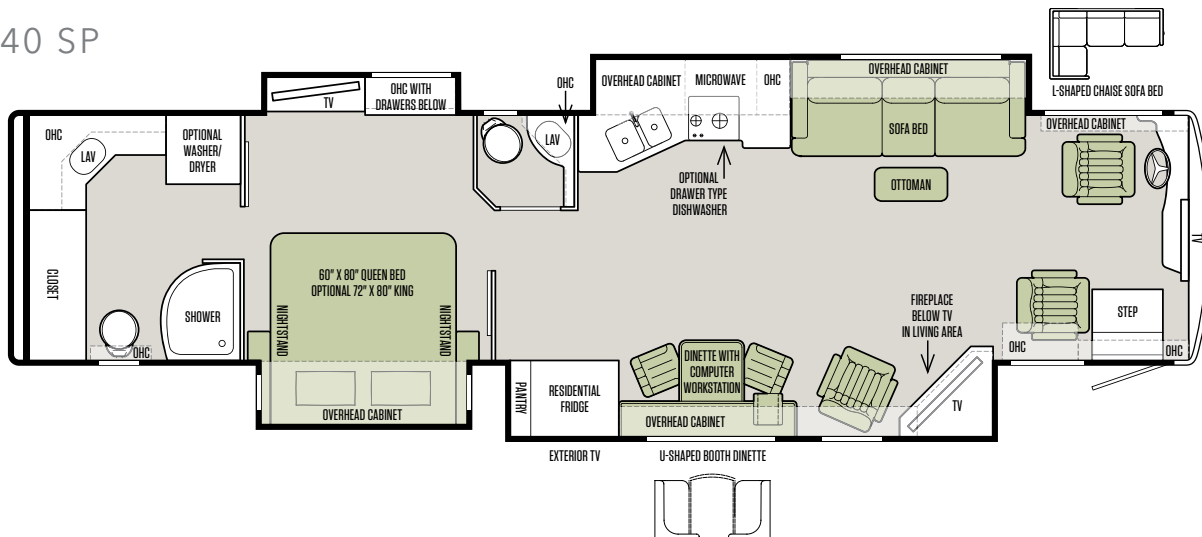 40 SP
L-SHAPED CHAISE SOFA BED
TV
OHC WITH
DRAWERS BELOW
OHC
OVERHEAD CABINET
MICROWAVE
OHC
OVERHEAD CABINET
SOFA BED
OVERHEAD CABINET
OHC
LAV
OPTIONAL
WASHER/
DRYER
LAV
OPTIONAL
DRAWER TYPE
DISHWASHER
OTTOMAN
TV
CLOSET
SHOWER
OHC
60" X 80" QUEEN BED
OPTIONAL 72" X 80" KING
NIGHTSTAND
NIGHTSTAND
OVERHEAD CABINET
FIREPLACE
BELOW TV
IN LIVING AREA
STEP
OHC
OHC
PANTRY
RESIDENTIAL
FRIDGE
DINETTE WITH
COMPUTER
WORKSTATION
OVERHEAD CABINET
TV
EXTERIOR TV
U-SHAPED BOOTH DINETTE